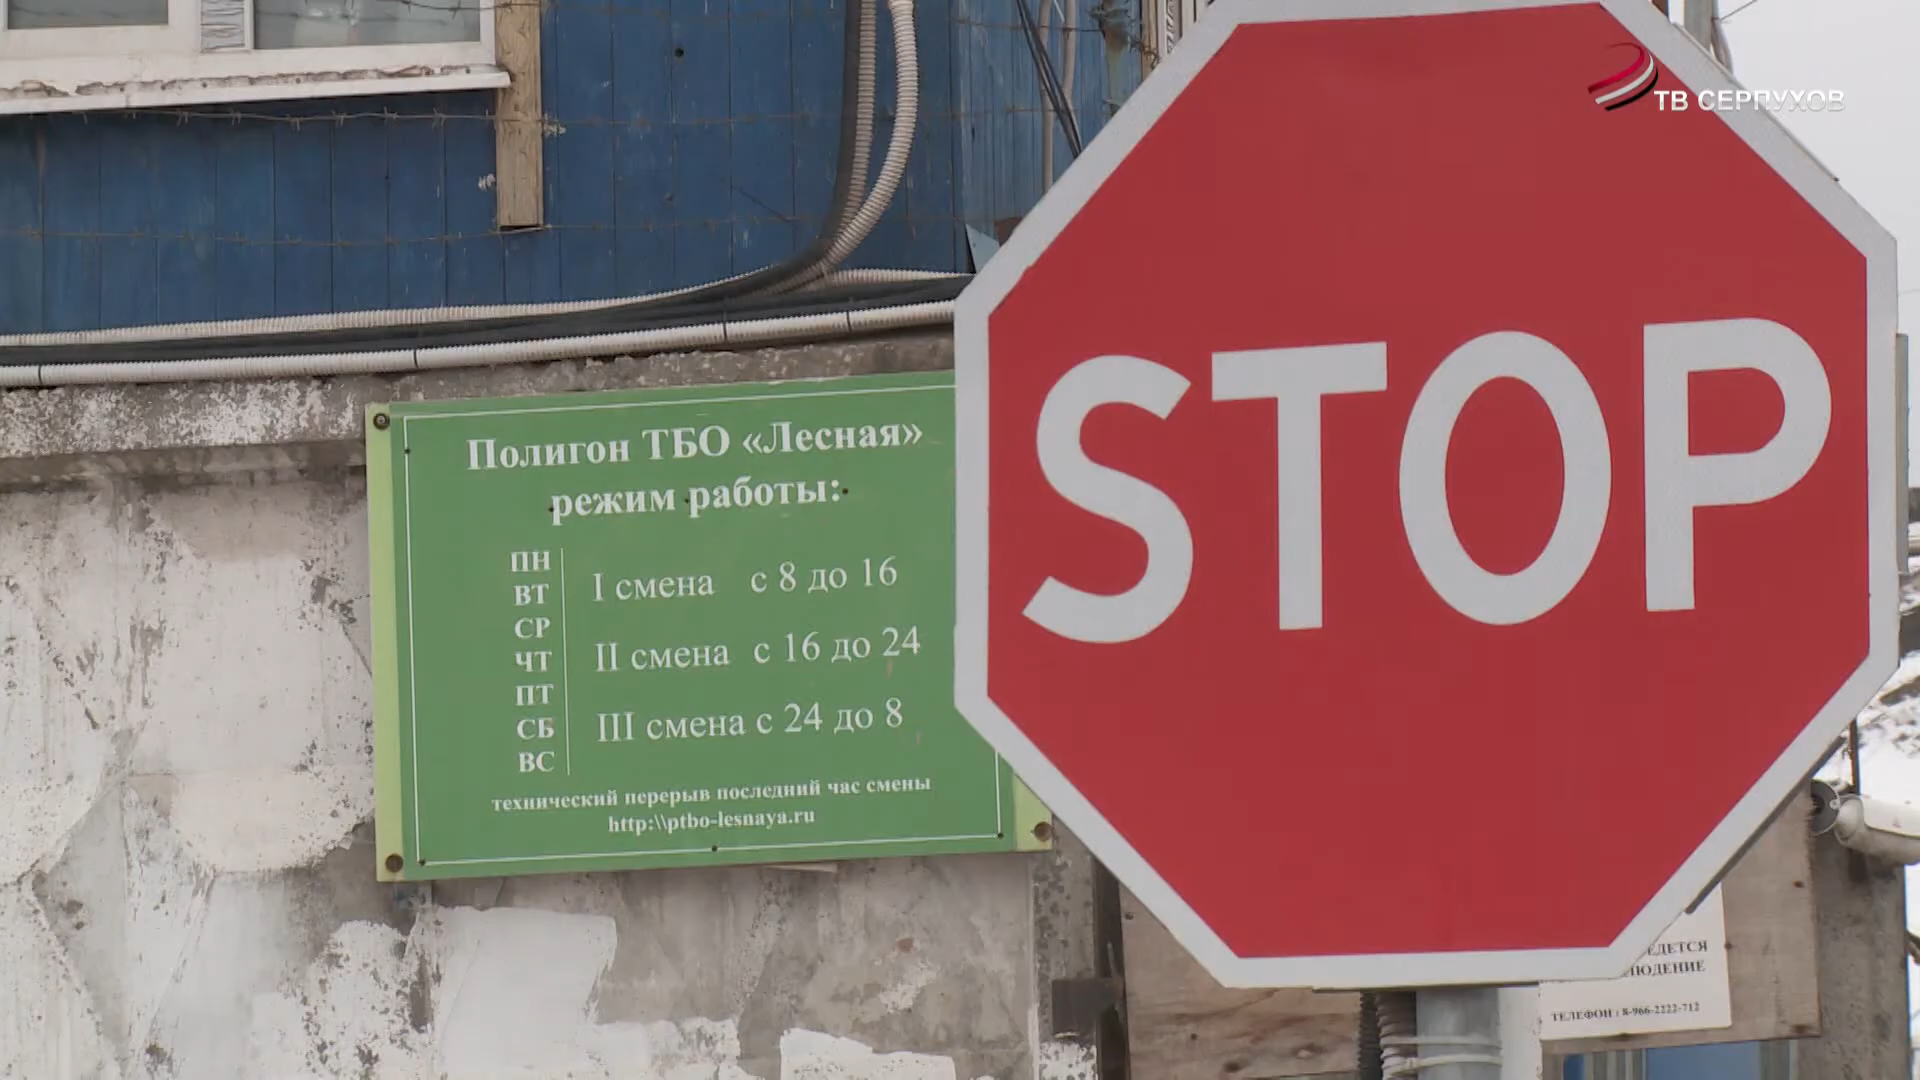 ТВ СЕРПУХОВ
Полигон ТБО «Лесная»
режим работы:
ПН
ВТ
СР
ЧТ
ПТ
СБ
ВС
I смена с 8 до 16
II смена с 16 до 24
III смена с 24 до 8
технический перерыв последний час смены
http:\\ptbo-lesnaya.ru
STOP
ТЕЛЕФОН : 8-966-2222-712